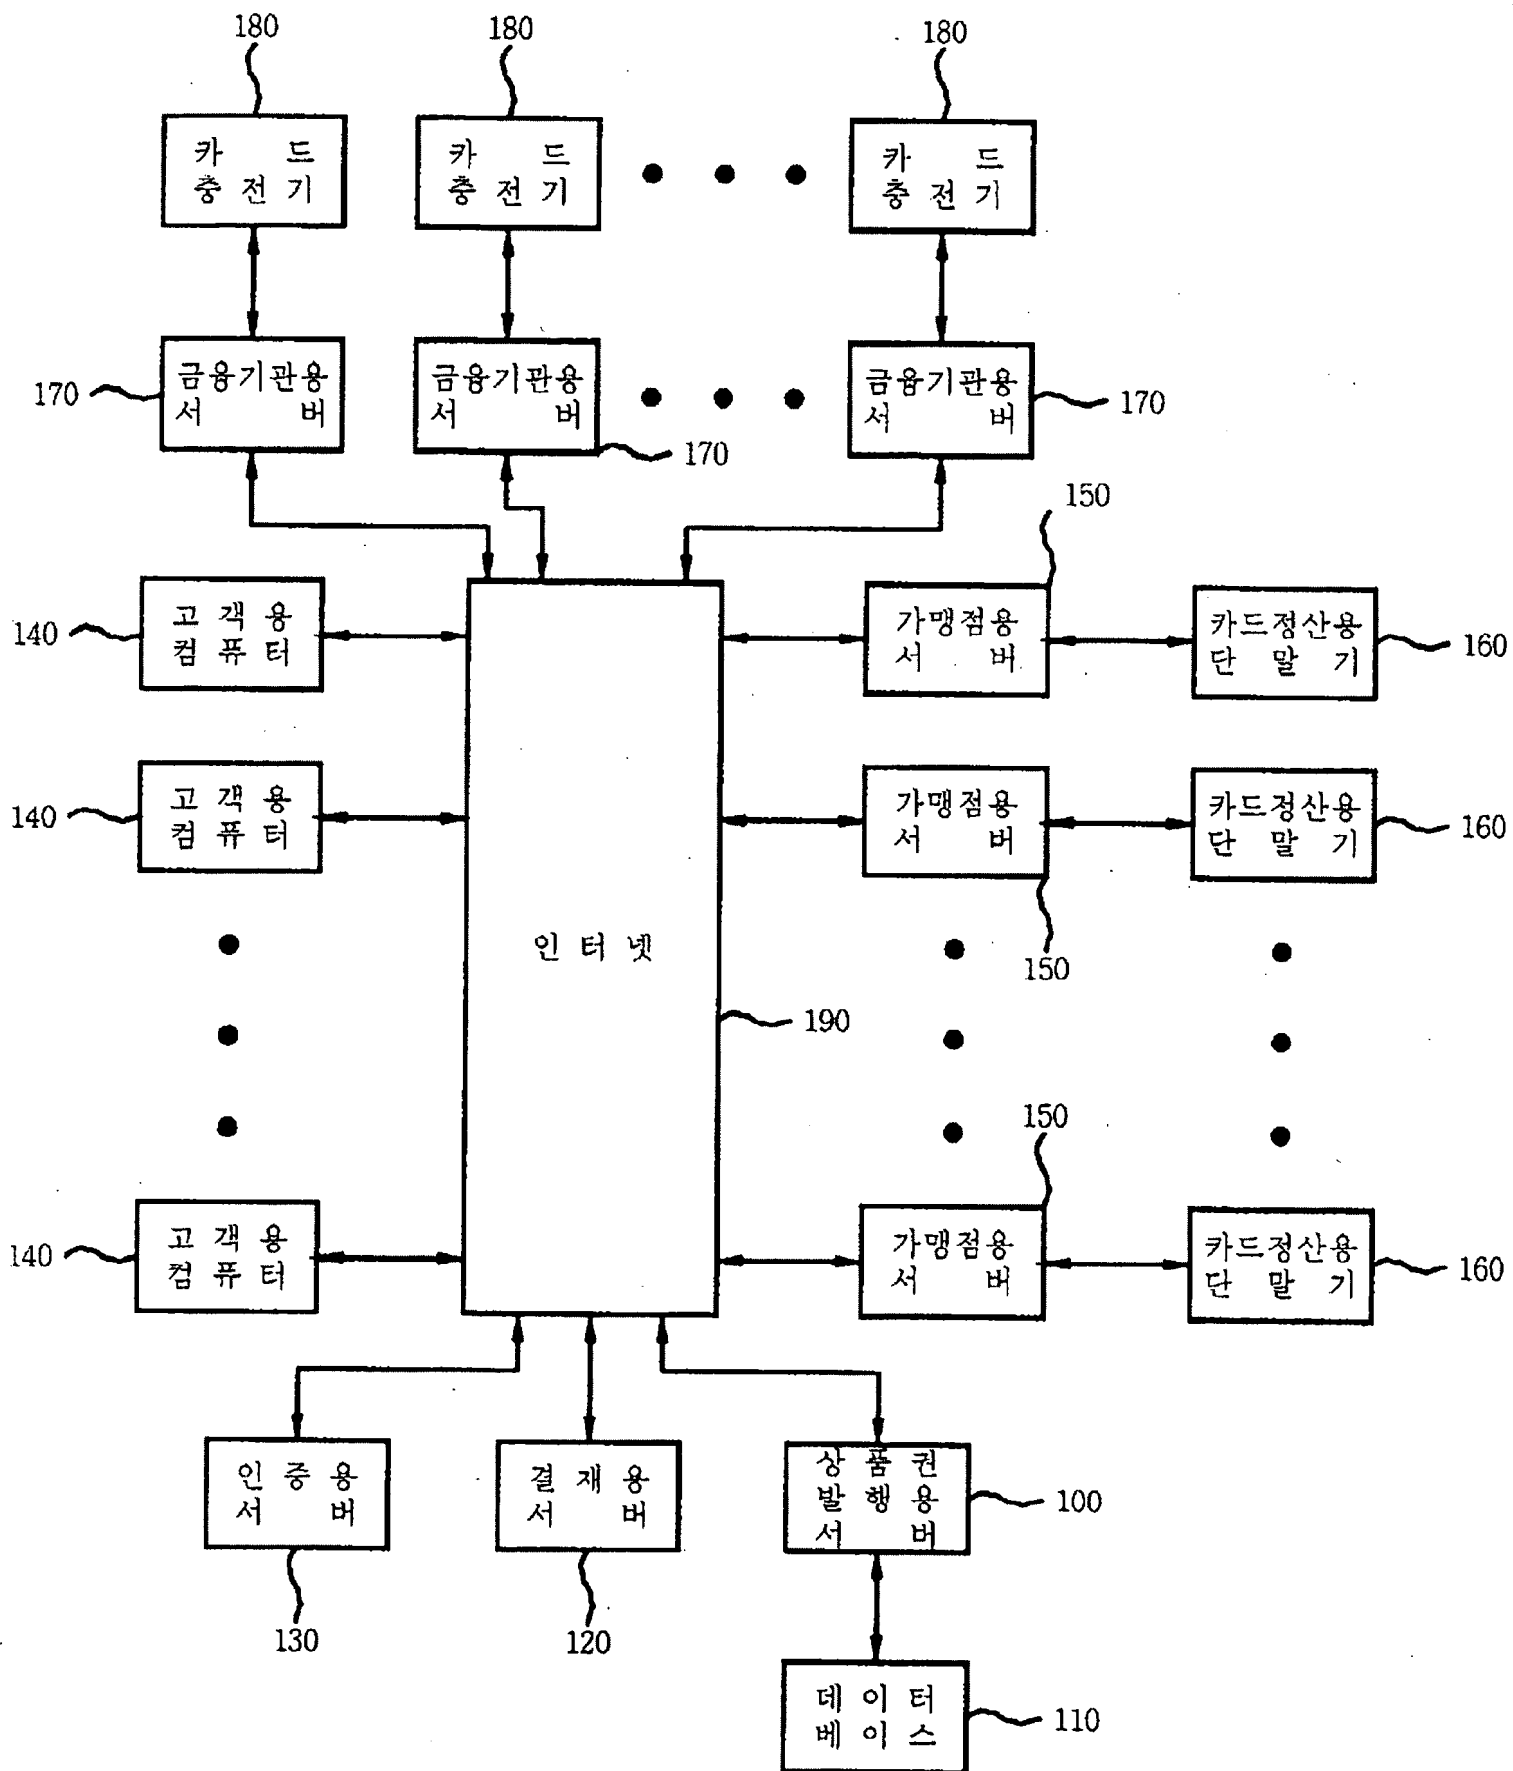 180
180
180
카 드
충 전 기
카 드
충 전 기
카 드
충 전 기
170
금융기관용
서 버
금융기관용
서 버
170
금융기관용
서 버
170
150
140
고 객 용
컴 퓨 터
가맹점용
서 버
카드정산용
단 말 기
160
140
고 객 용
컴 퓨 터
가맹점용
서 버
카드정산용
단 말 기
160
인 터 넷
150
190
150
140
고 객 용
컴 퓨 터
가맹점용
서 버
카드정산용
단 말 기
160
인 증 용
서 버
결 재 용
서 버
상 품 권
발 행 용
서 버
100
130
120
데 이 터
베 이 스
110